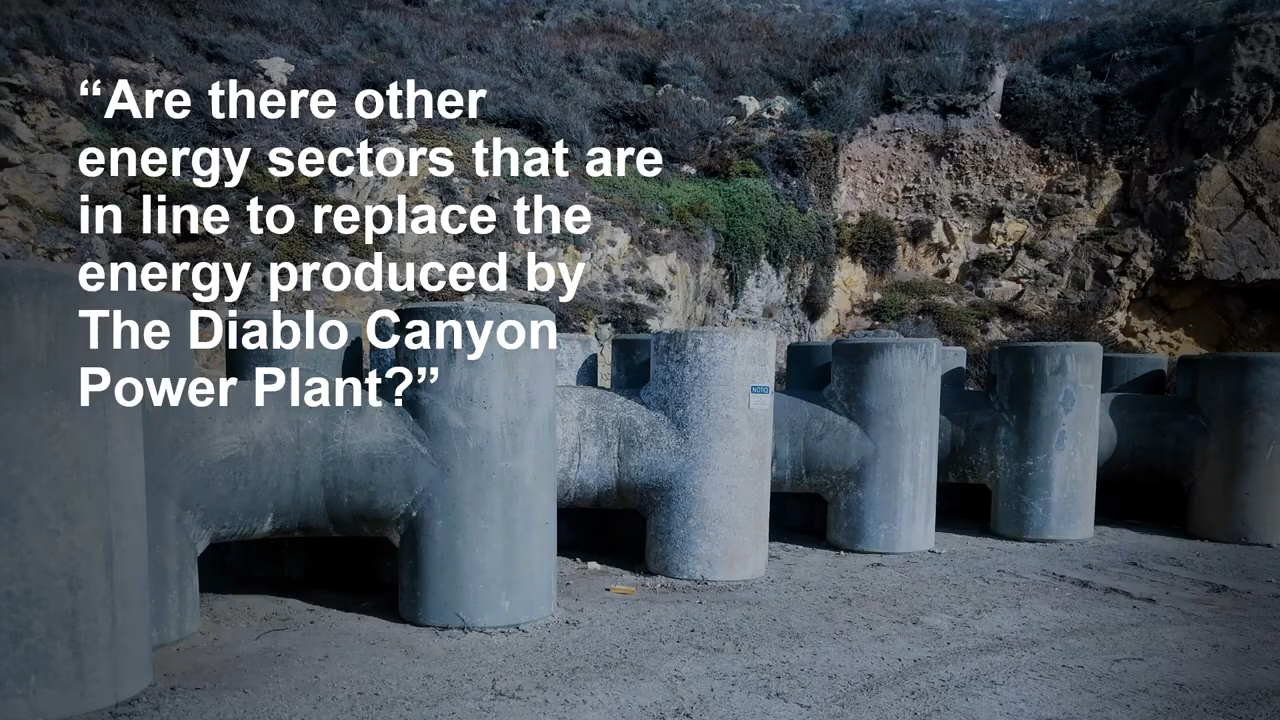 “Are there other
energy sectors that are
in line to replace the
energy produced by
The Diablo Canyon
Power Plant?”
NOTICE